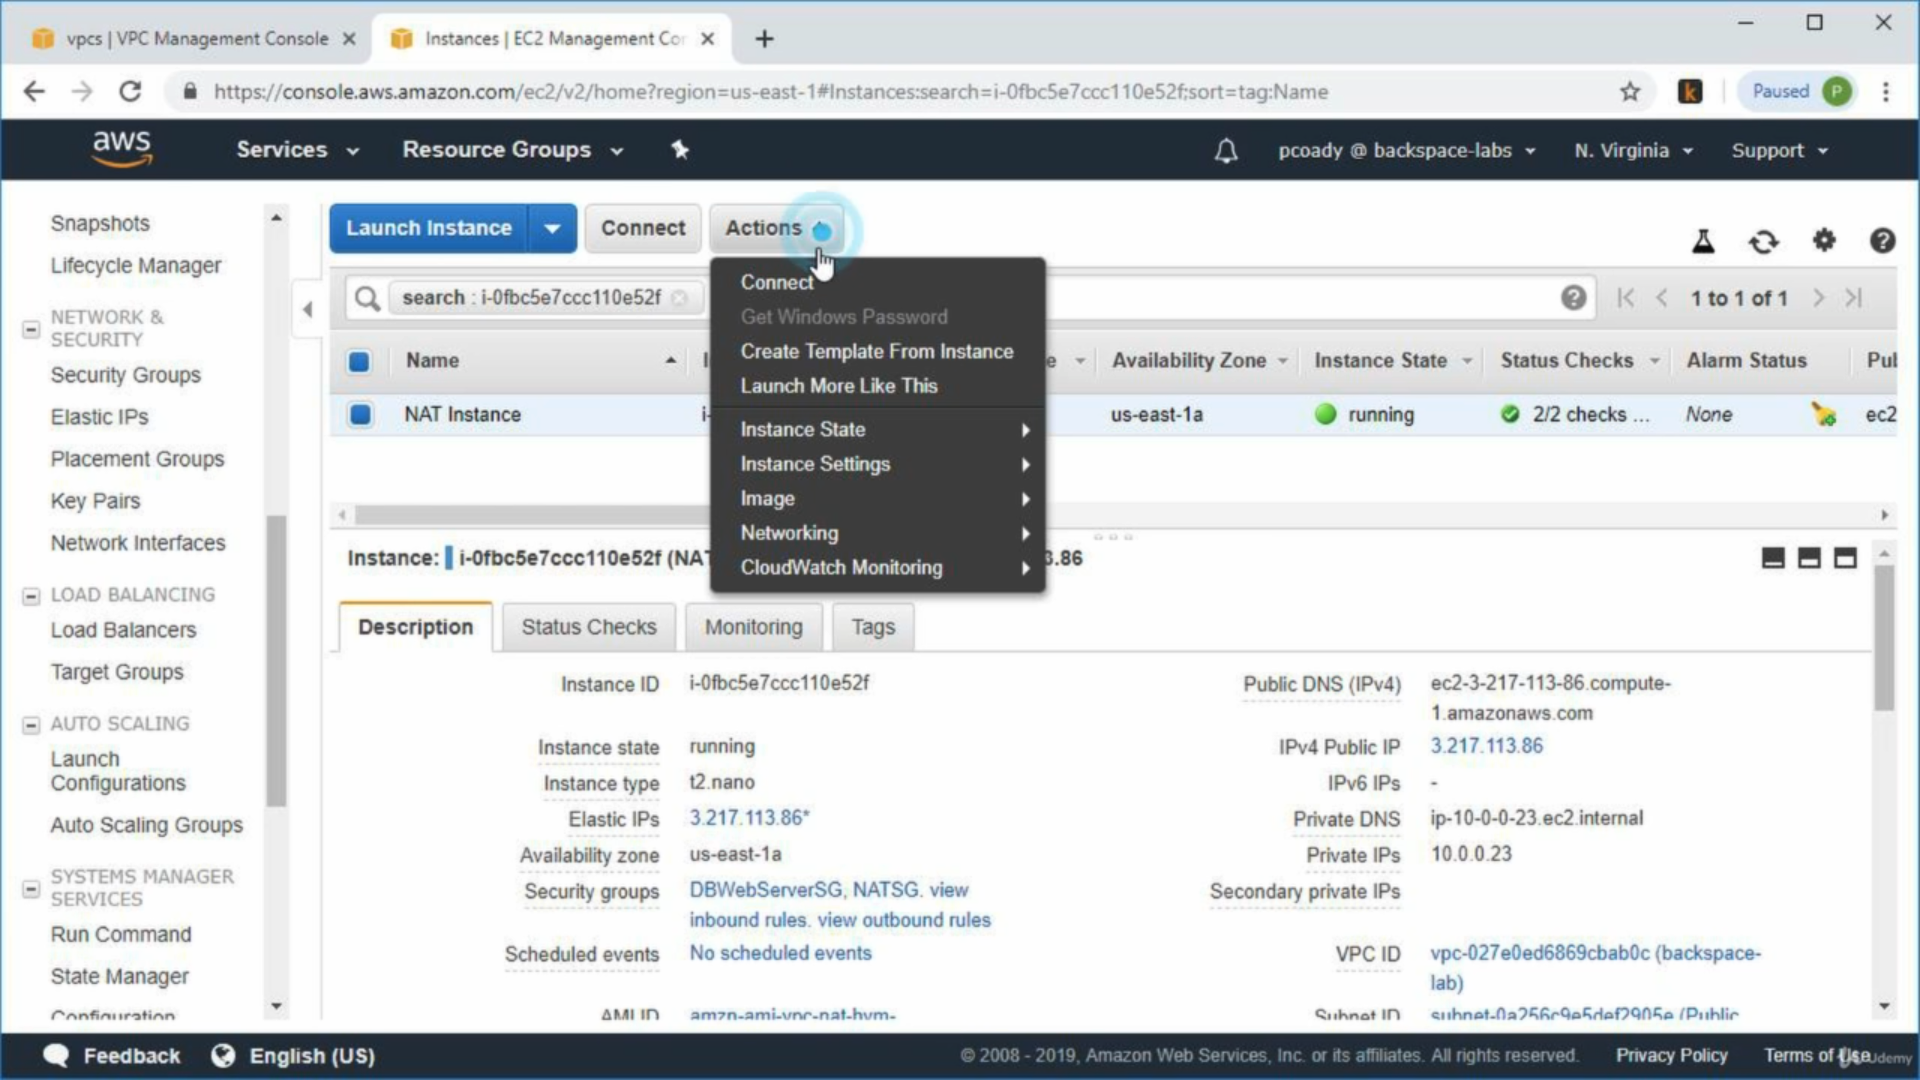 vpcs | VPC Management Console
Instances | EC2 Management Cor
https://console.aws.amazon.com/ec2/v2/home?region=us-east-1#Instances:search=i-0fbc5e7ccc110e52f;sort=tag:Name
k
Paused
P
aws
Services
Resource Groups
pcoady @ backspace-labs
N. Virginia
Support
Snapshots
Lifecycle Manager
NETWORK &
SECURITY
Security Groups
Elastic IPs
Placement Groups
Key Pairs
Network Interfaces
LOAD BALANCING
Load Balancers
Target Groups
AUTO SCALING
Launch
Configurations
Auto Scaling Groups
SYSTEMS MANAGER
SERVICES
Run Command
State Manager
Configuration
Launch Instance
Connect
Actions
search : i-0fbc5e7ccc110e52f
1 to 1 of 1
Connect
Get Windows Password
Create Template From Instance
Launch More Like This
Instance State
Instance Settings
Image
Networking
CloudWatch Monitoring
Name
I
e
Availability Zone
Instance State
Status Checks
Alarm Status
Pul
NAT Instance
i-
us-east-1a
running
2/2 checks ...
None
ec2
Instance: i-0fbc5e7ccc110e52f (NAT
3.86
Description
Status Checks
Monitoring
Tags
Instance ID i-0fbc5e7ccc110e52f
Instance state running
Instance type t2.nano
Elastic IPs 3.217.113.86*
Availability zone us-east-1a
Security groups DBWebServerSG, NATSG. view
inbound rules. view outbound rules
Scheduled events No scheduled events
AMI ID amzn-ami-vpc-nat-hvm-
Public DNS (IPv4) ec2-3-217-113-86.compute-
1.amazonaws.com
IPv4 Public IP 3.217.113.86
IPv6 IPs -
Private DNS ip-10-0-0-23.ec2.internal
Private IPs 10.0.0.23
Secondary private IPs
VPC ID vpc-027e0ed6869cbab0c (backspace-
lab)
Subnet ID subnet-0a256c9e5def2905e (Public
Feedback
English (US)
© 2008 - 2019, Amazon Web Services, Inc. or its affiliates. All rights reserved.
Privacy Policy
Terms of Use
Udemy